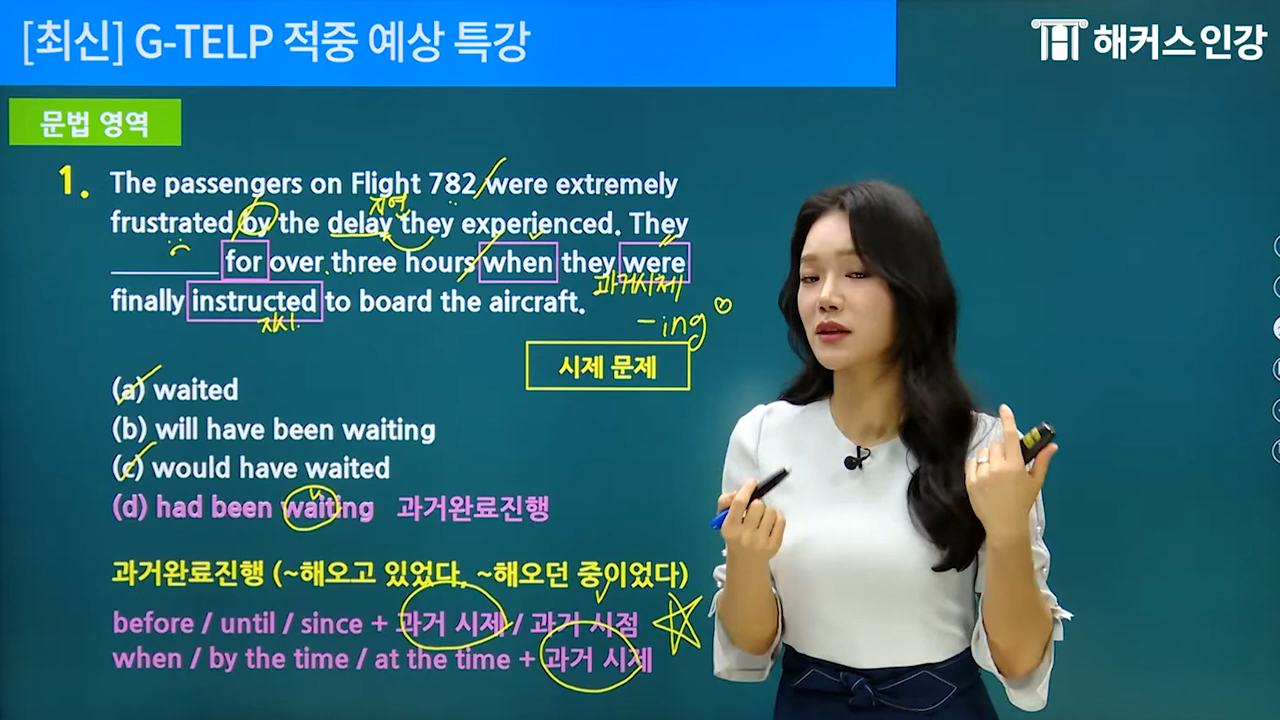 [최신] G-TELP 적중 예상 특강
해커스인강
문법 영역
1. The passengers on Flight 782 were extremely
지연
frustrated by the delay they experienced. They
_______ for over three hours when they were
과거시제
finally instructed to board the aircraft.
지시
-ing
시제 문제
(a) waited
(b) will have been waiting
(c) would have waited
(d) had been waiting 과거완료진행
과거완료진행 (~해오고 있었다, ~해오던 중이었다)
before / until / since + 과거 시제 / 과거 시점
when / by the time / at the time + 과거 시제